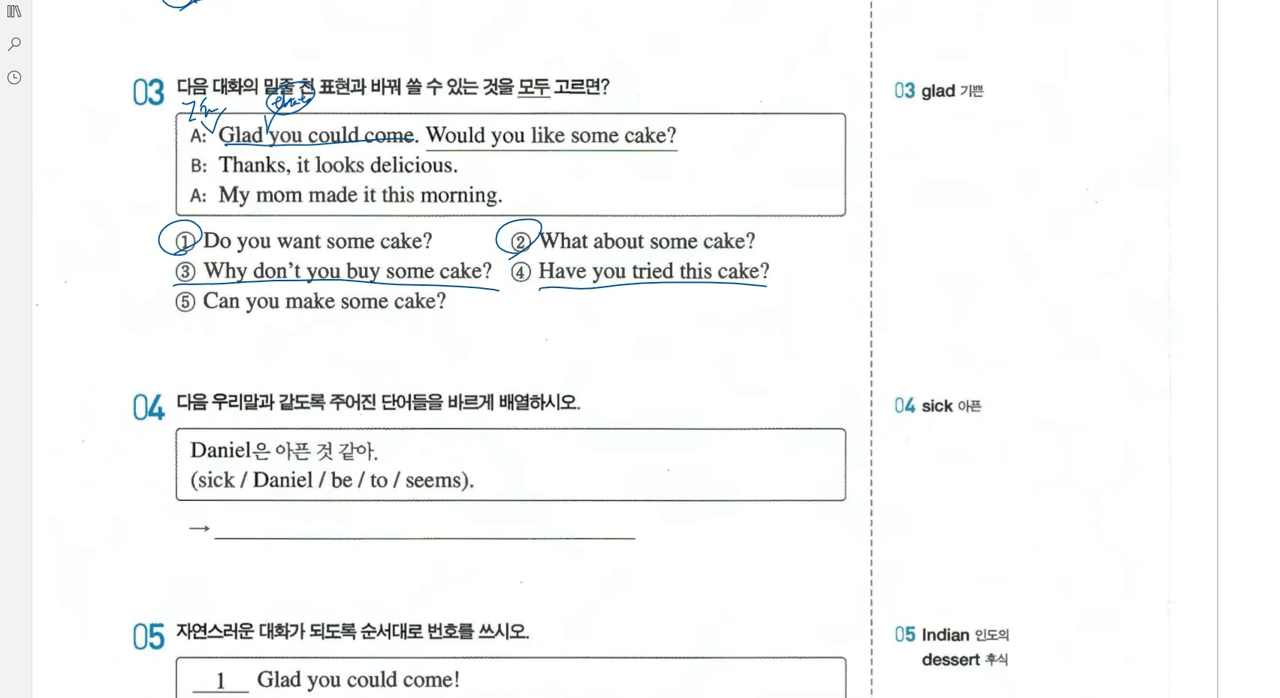 03 다음 대화의 밑줄 친 표현과 바꿔 쓸 수 있는 것을 모두 고르면?
03 glad 기쁜
I'm
that
A: Glad you could come. Would you like some cake?
B: Thanks, it looks delicious.
A: My mom made it this morning.
① Do you want some cake? ② What about some cake?
③ Why don't you buy some cake? ④ Have you tried this cake?
⑤ Can you make some cake?
04 다음 우리말과 같도록 주어진 단어들을 바르게 배열하시오.
04 sick 아픈
Daniel은 아픈 것 같아.
(sick / Daniel / be / to / seems).
→
05 자연스러운 대화가 되도록 순서대로 번호를 쓰시오.
05 Indian 인도의
dessert 후식
1 Glad you could come!